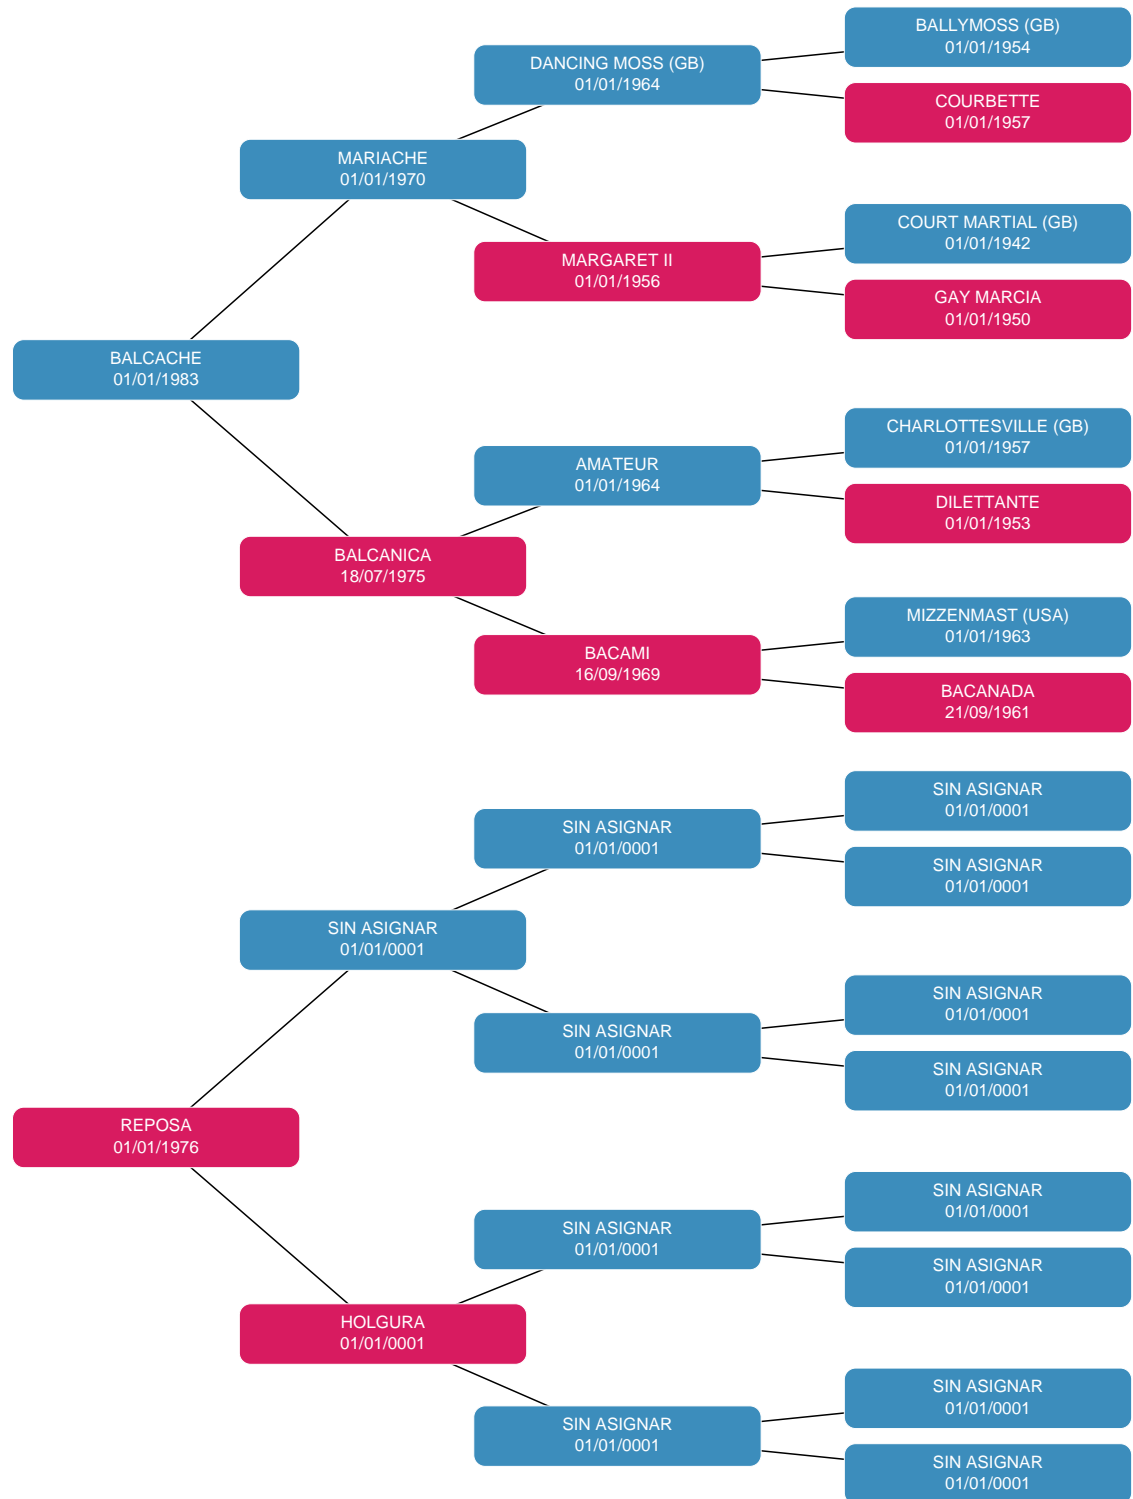 BALLYMOSS (GB)
01/01/1954
DANCING MOSS (GB)
01/01/1964
COURBETTE
01/01/1957
MARIACHE
01/01/1970
COURT MARTIAL (GB)
01/01/1942
MARGARET II
01/01/1956
GAY MARCIA
01/01/1950
BALCACHE
01/01/1983
CHARLOTTESVILLE (GB)
01/01/1957
AMATEUR
01/01/1964
DILETTANTE
01/01/1953
BALCANICA
18/07/1975
MIZZENMAST (USA)
01/01/1963
BACAMI
16/09/1969
BACANADA
21/09/1961
SIN ASIGNAR
01/01/0001
SIN ASIGNAR
01/01/0001
SIN ASIGNAR
01/01/0001
SIN ASIGNAR
01/01/0001
SIN ASIGNAR
01/01/0001
SIN ASIGNAR
01/01/0001
SIN ASIGNAR
01/01/0001
REPOSA
01/01/1976
SIN ASIGNAR
01/01/0001
SIN ASIGNAR
01/01/0001
SIN ASIGNAR
01/01/0001
HOLGURA
01/01/0001
SIN ASIGNAR
01/01/0001
SIN ASIGNAR
01/01/0001
SIN ASIGNAR
01/01/0001